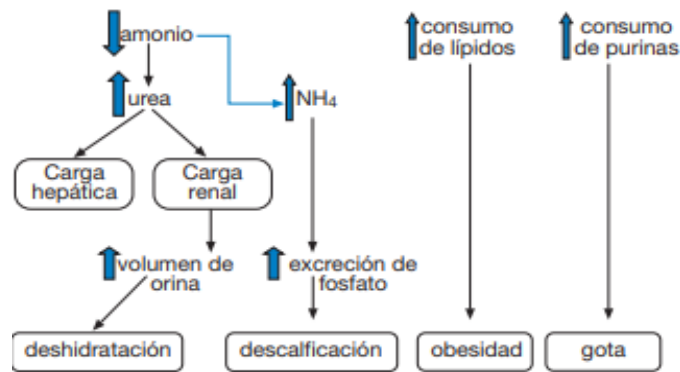 amonio
consumo
de lípidos
consumo
de purinas
urea
NH₄
Carga
hepática
Carga
renal
volumen de
orina
excreción de
fosfato
deshidratación
descalficación
obesidad
gota